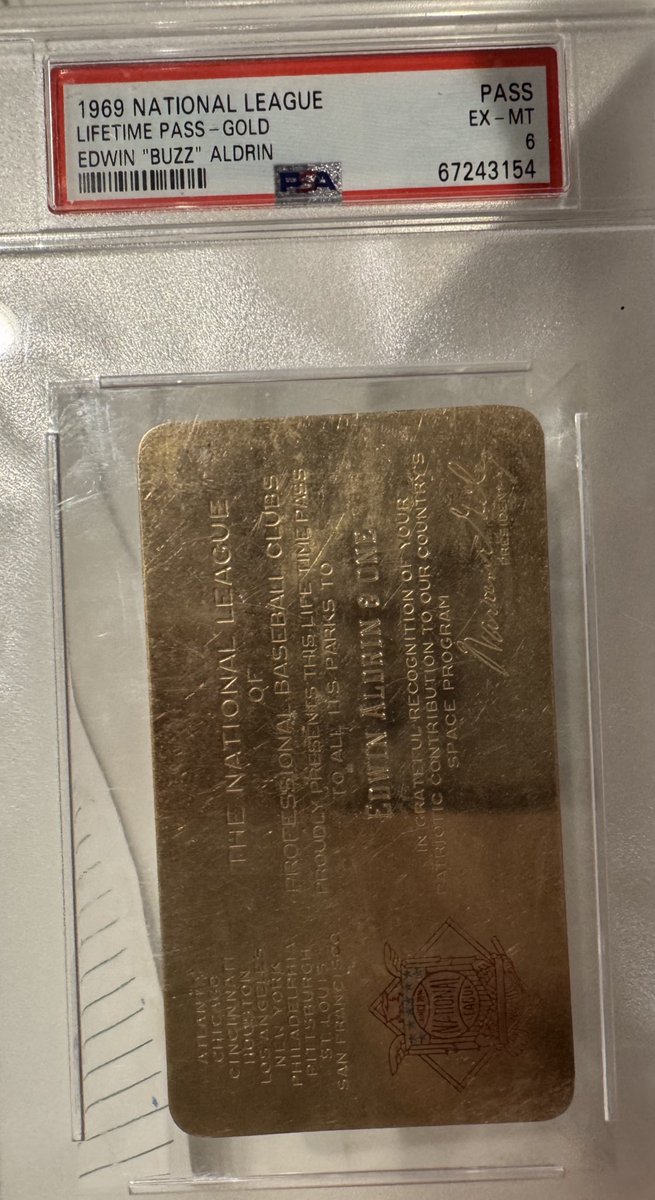 1969 NATIONAL LEAGUE
LIFETIME PASS-GOLD
EDWIN "BUZZ" ALDRIN
PASS
EX-MT
6
67243154
PSA
THE NATIONAL LEAGUE
OF
PROFESSIONAL BASEBALL CLUBS
PROUDLY PRESENTS THIS LIFE TIME PASS
TO ALL ITS PARKS TO
EDWIN ALDRIN & ONE
IN GRATEFUL RECOGNITION OF YOUR
PATRIOTIC CONTRIBUTION TO OUR COUNTRY'S
SPACE PROGRAM
PRESIDENT
ATLANTA
CHICAGO
CINCINNATI
HOUSTON
LOS ANGELES
NEW YORK
PHILADELPHIA
PITTSBURGH
ST. LOUIS
SAN FRANCISCO
NATIONAL
LEAGUE